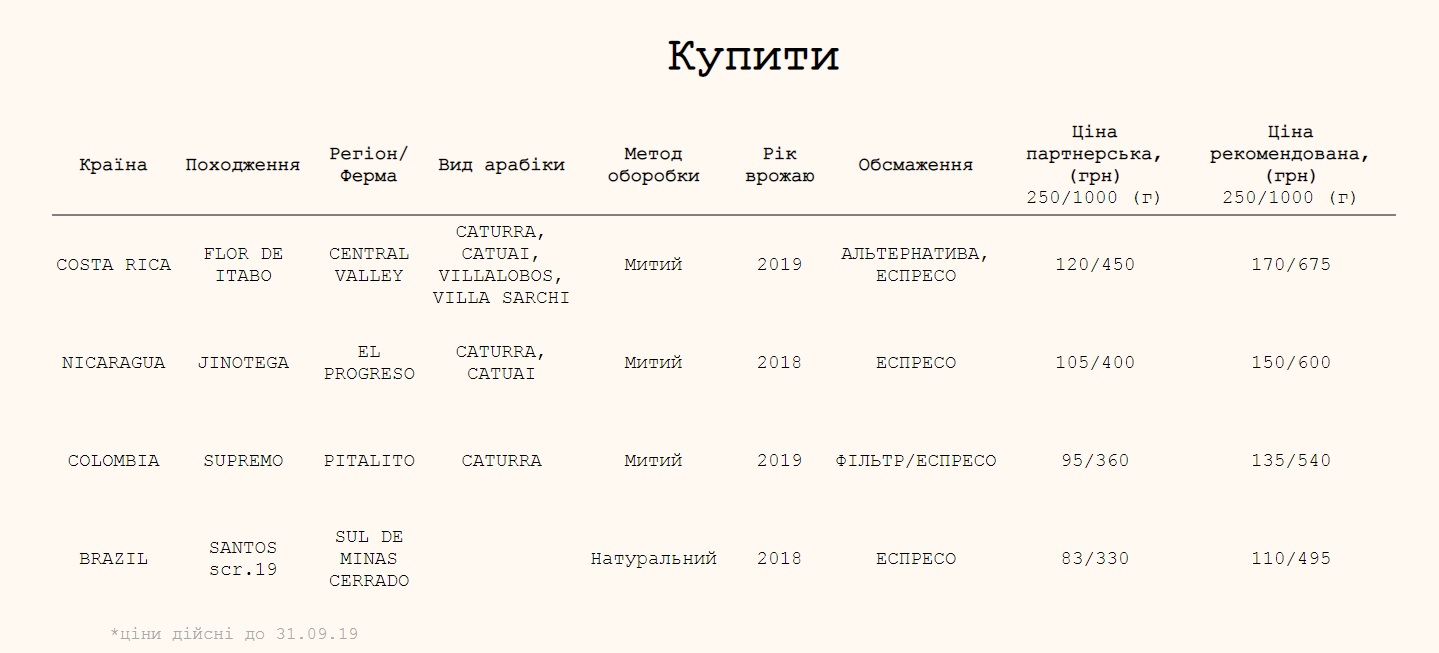 Купити
Країна
Походження
Регіон/
Ферма
Вид арабіки
Метод
оборобки
Рік
врожаю
Обсмаження
Ціна
партнерська,
(грн)
250/1000 (г)
Ціна
рекомендована,
(грн)
250/1000 (г)
COSTA RICA
FLOR DE
ITABO
CENTRAL
VALLEY
CATURRA,
CATUAI,
VILLALOBOS,
VILLA SARCHI
Митий
2019
АЛЬТЕРНАТИВА,
ЕСПРЕСО
120/450
170/675
NICARAGUA
JINOTEGA
EL
PROGRESO
CATURRA,
CATUAI
Митий
2018
ЕСПРЕСО
105/400
150/600
COLOMBIA
SUPREMO
PITALITO
CATURRA
Митий
2019
ФІЛЬТР/ЕСПРЕСО
95/360
135/540
BRAZIL
SANTOS
scr.19
SUL DE
MINAS
CERRADO
Натуральний
2018
ЕСПРЕСО
83/330
110/495
*ціни дійсні до 31.09.19